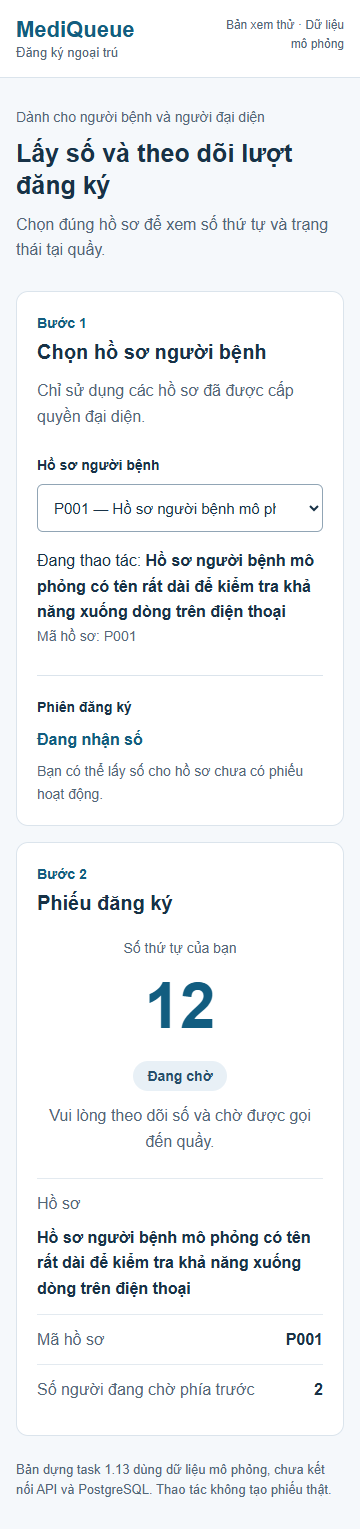 MediQueue
Đăng ký ngoại trú
Bản xem thử · Dữ liệu
mô phỏng
Dành cho người bệnh và người đại diện
Lấy số và theo dõi lượt
đăng ký
Chọn đúng hồ sơ để xem số thứ tự và trạng
thái tại quầy.
Bước 1
Chọn hồ sơ người bệnh
Chỉ sử dụng các hồ sơ đã được cấp
quyền đại diện.
Hồ sơ người bệnh
P001 — Hồ sơ người bệnh mô ph
Đang thao tác: Hồ sơ người bệnh mô
phỏng có tên rất dài để kiểm tra khả
năng xuống dòng trên điện thoại
Mã hồ sơ: P001
Phiên đăng ký
Đang nhận số
Bạn có thể lấy số cho hồ sơ chưa có phiếu
hoạt động.
Bước 2
Phiếu đăng ký
Số thứ tự của bạn
12
Đang chờ
Vui lòng theo dõi số và chờ được gọi
đến quầy.
Hồ sơ
Hồ sơ người bệnh mô phỏng có tên
rất dài để kiểm tra khả năng xuống
dòng trên điện thoại
Mã hồ sơ P001
Số người đang chờ phía trước 2
Bản dựng task 1.13 dùng dữ liệu mô phỏng, chưa kết
nối API và PostgreSQL. Thao tác không tạo phiếu thật.